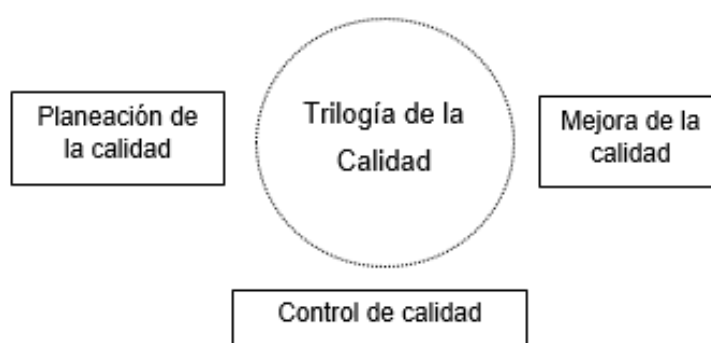 Planeación de
la calidad
Trilogía de la
Calidad
Mejora de la
calidad
Control de calidad